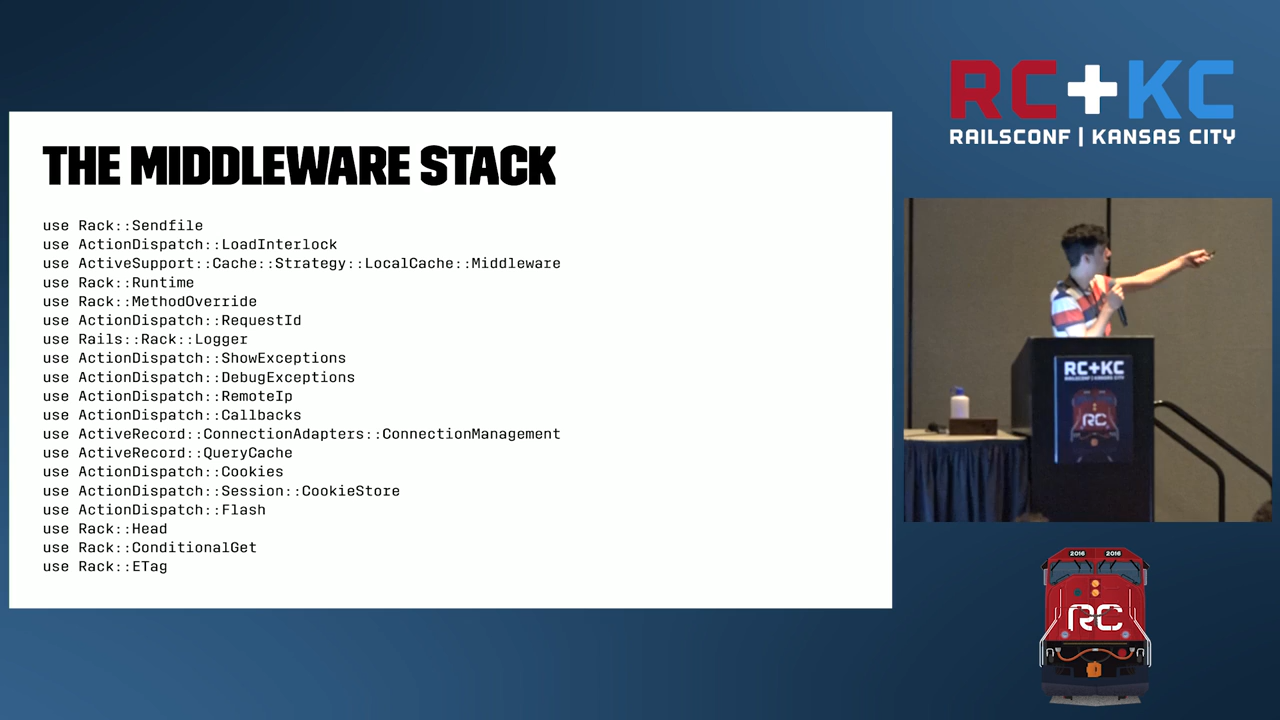 THE MIDDLEWARE STACK
use Rack::Sendfile
use ActionDispatch::LoadInterlock
use ActiveSupport::Cache::Strategy::LocalCache::Middleware
use Rack::Runtime
use Rack::MethodOverride
use ActionDispatch::RequestId
use Rails::Rack::Logger
use ActionDispatch::ShowExceptions
use ActionDispatch::DebugExceptions
use ActionDispatch::RemoteIp
use ActionDispatch::Callbacks
use ActiveRecord::ConnectionAdapters::ConnectionManagement
use ActiveRecord::QueryCache
use ActionDispatch::Cookies
use ActionDispatch::Session::CookieStore
use ActionDispatch::Flash
use Rack::Head
use Rack::ConditionalGet
use Rack::ETag
RC+KC
RAILSCONF | KANSAS CITY
RC+KC
RAILSCONF | KANSAS CITY
RC
2016 2016
RC